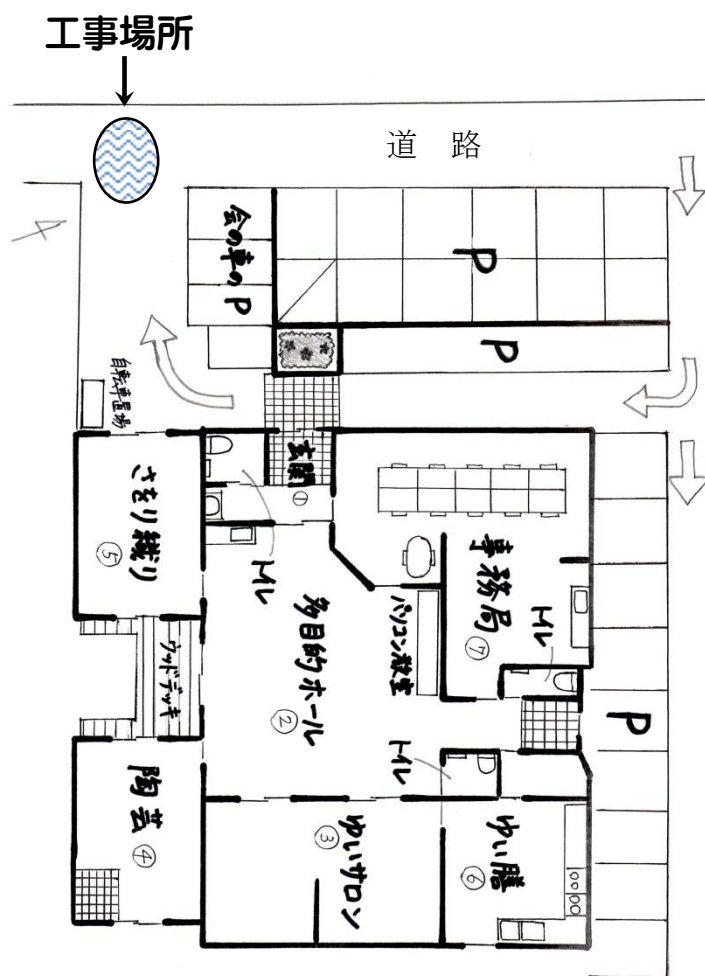 工事場所
道 路
会の車のP
P
P
自転車置場
玄関
①
さをり織り
⑤
トイレ
事務局
⑦
トイレ
多目的ホール
②
パソコン教室
ウッドデッキ
P
トイレ
陶芸
④
③
ゆいサロン
ゆい膳
⑥